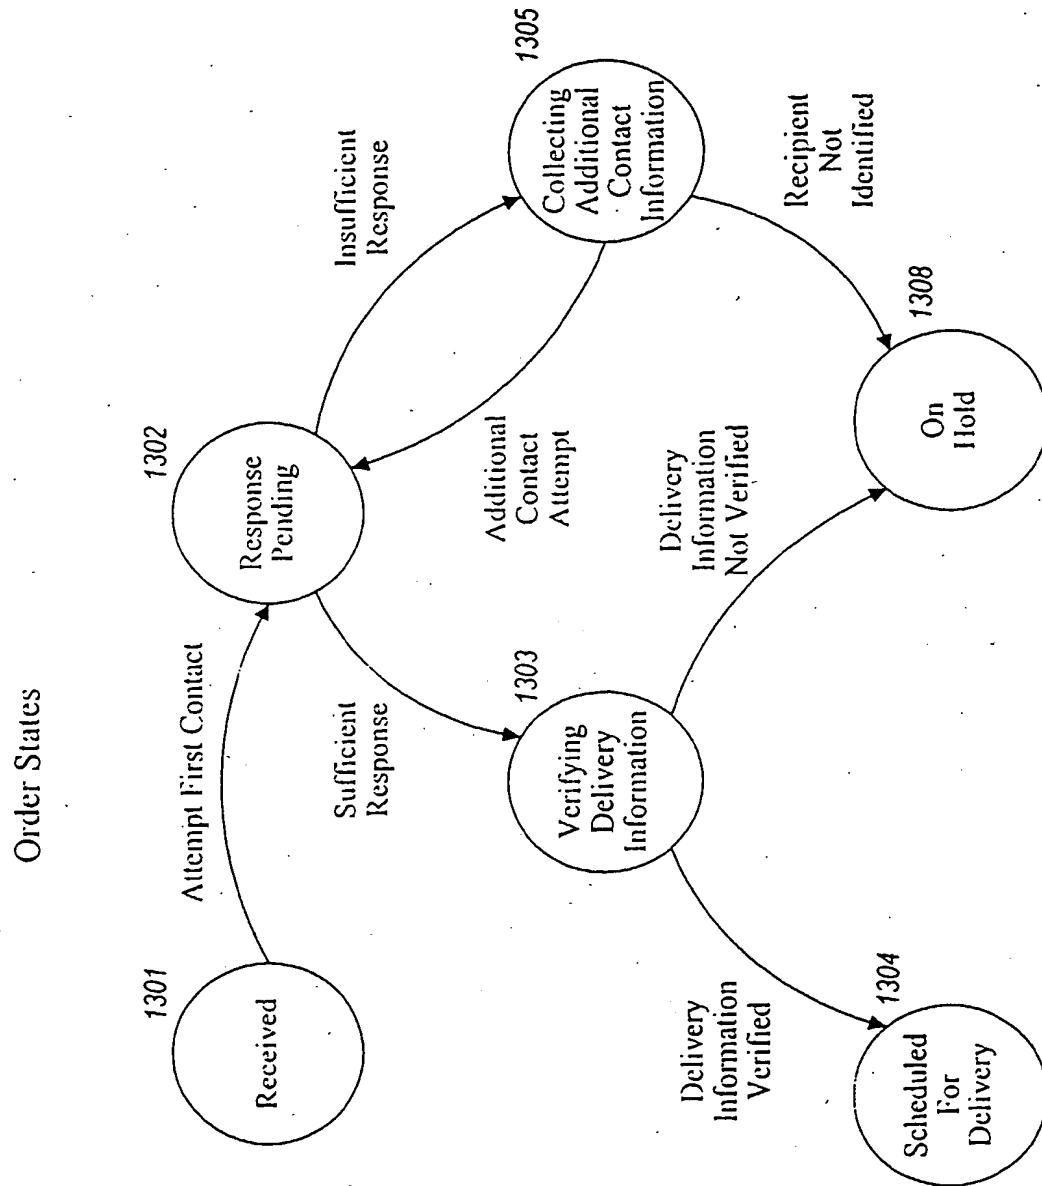 Order States
1301
Received
Attempt First Contact
1302
Response
Pending
Insufficient
Response
1305
Collecting
Additional
Contact
Information
Sufficient
Response
Additional
Contact
Attempt
1303
Verifying
Delivery
Information
Recipient
Not
Identified
Delivery
Information
Verified
Delivery
Information
Not Verified
1304
Scheduled
For
Delivery
1308
On
Hold